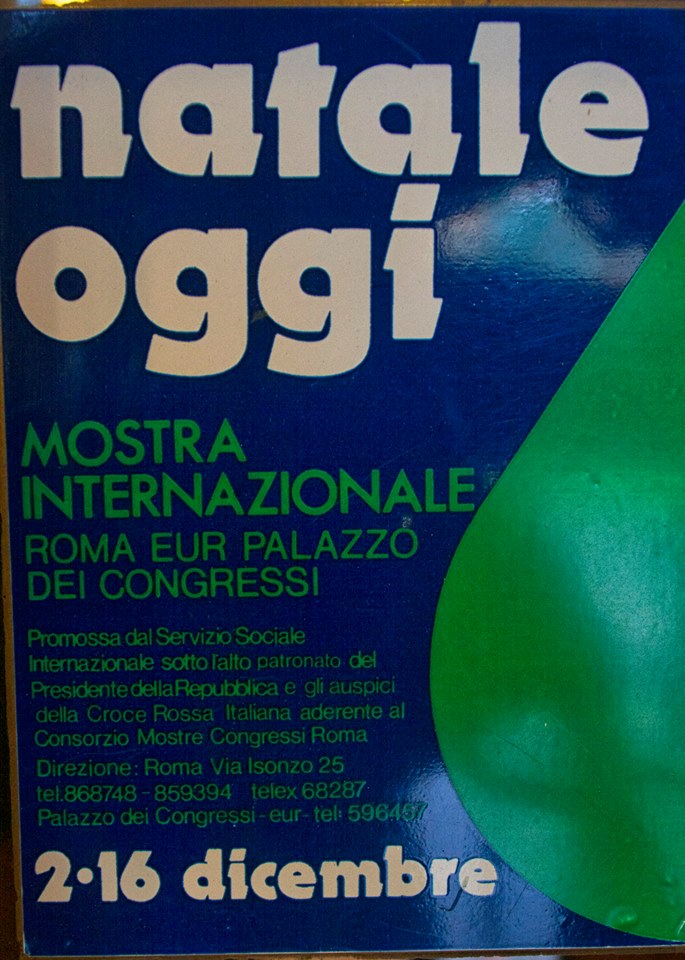 natale
oggi
MOSTRA
INTERNAZIONALE
ROMA EUR PALAZZO
DEI CONGRESSI
Promossa dal Servizio Sociale
Internazionale sotto l'alto patronato del
Presidente della Repubblica e gli auspici
della Croce Rossa Italiana aderente al
Consorzio Mostre Congressi Roma
Direzione: Roma Via Isonzo 25
tel.868748-859394 telex 68287
Palazzo dei Congressi-eur-tel: 596457
2·16 dicembre